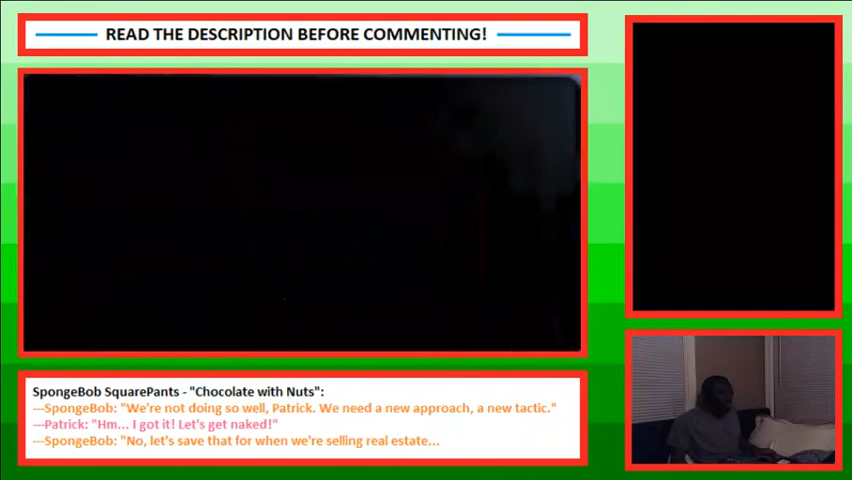 READ THE DESCRIPTION BEFORE COMMENTING!
SpongeBob SquarePants - "Chocolate with Nuts":
---SpongeBob: "We're not doing so well, Patrick. We need a new approach, a new tactic."
---Patrick: "Hm... I got it! Let's get naked!"
---SpongeBob: "No, let's save that for when we're selling real estate...